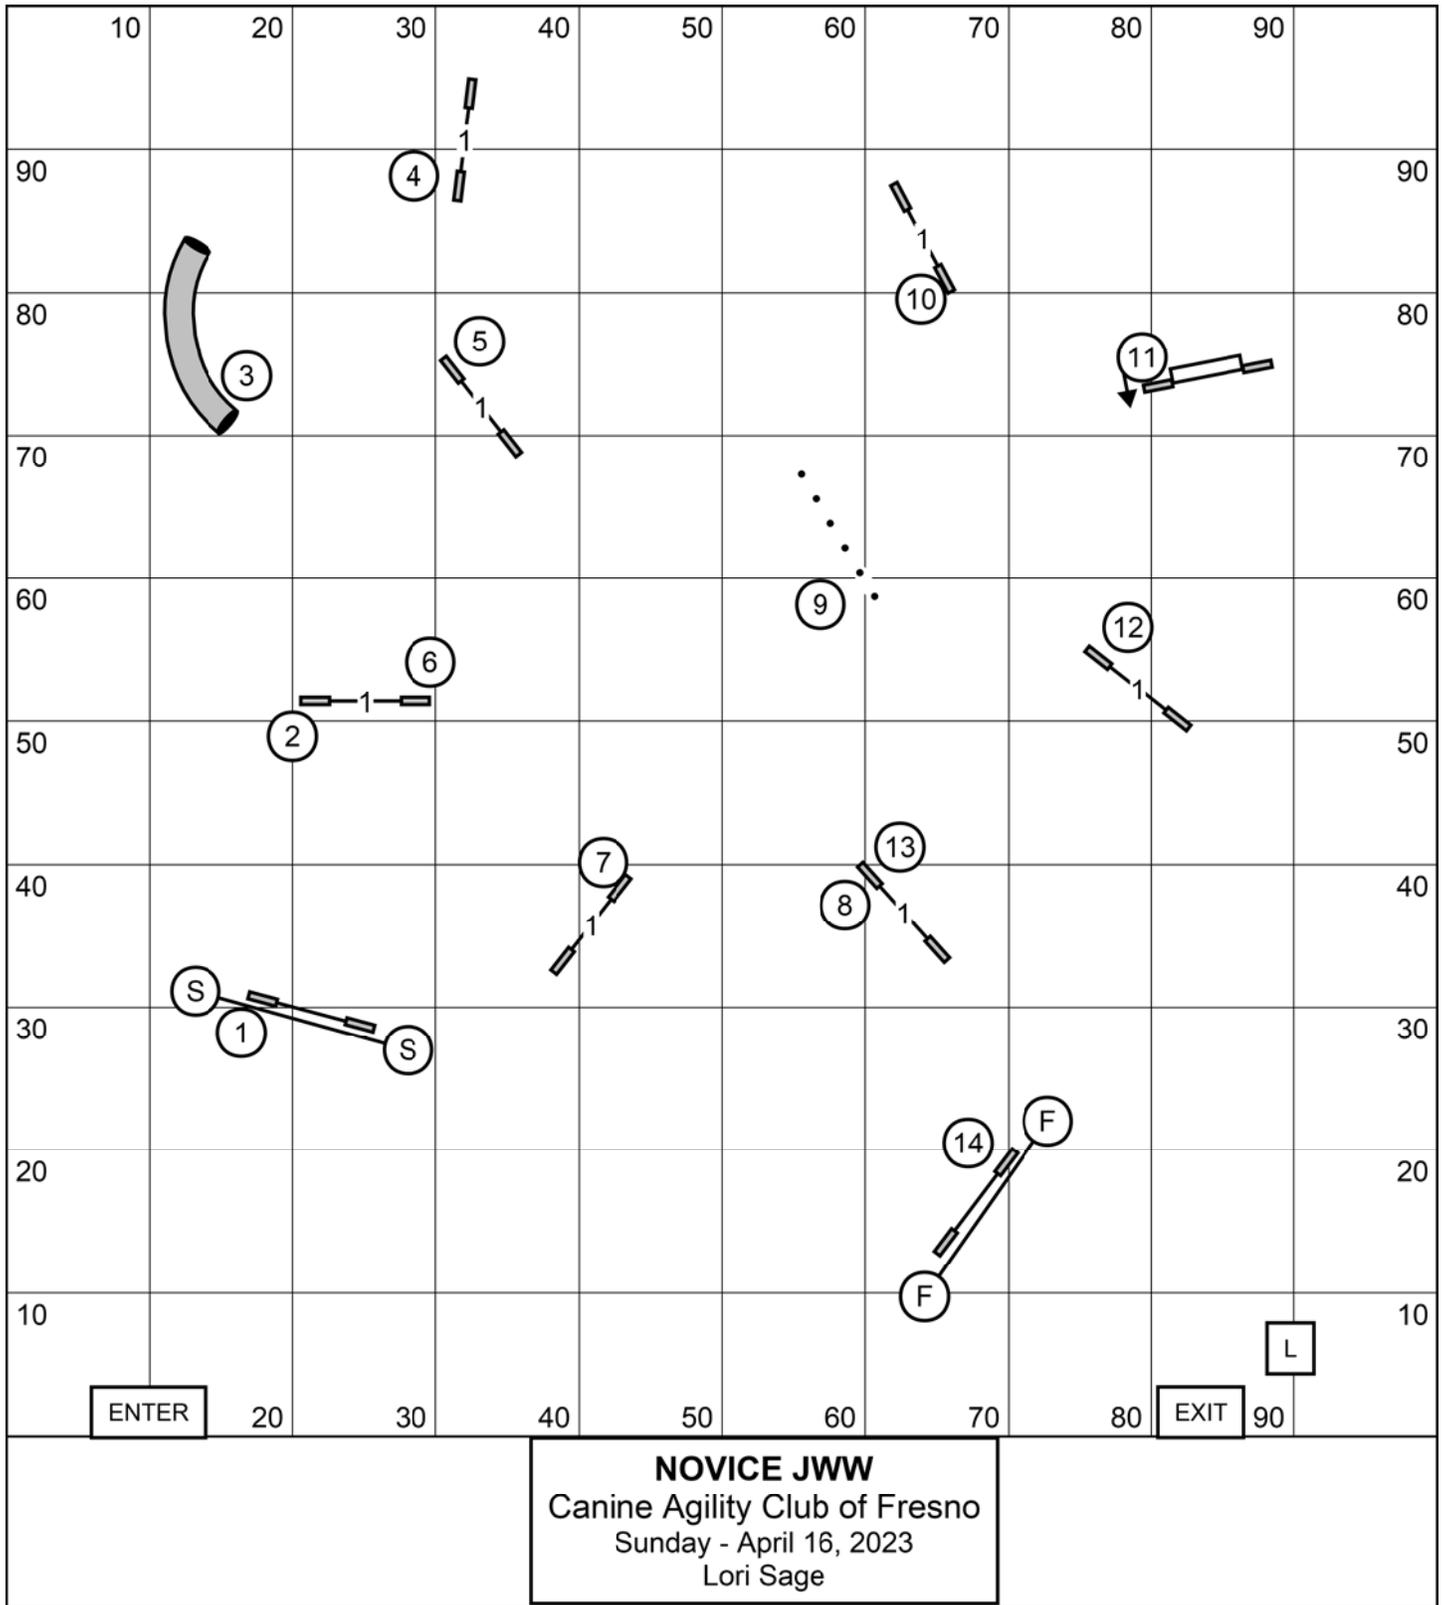 10 20 30 40 50 60 70 80 90
1
90 4 90
1
10
80 80
5 11
3
1
70 70
12
60 9 60
6 1
1
2
50 50
13
7
40 8 40
1 1
S
30 1 30
S
F
14
20 20
F
10 10
L
ENTER 20 30 40 50 60 70 80 EXIT 90
NOVICE JWW
Canine Agility Club of Fresno
Sunday - April 16, 2023
Lori Sage